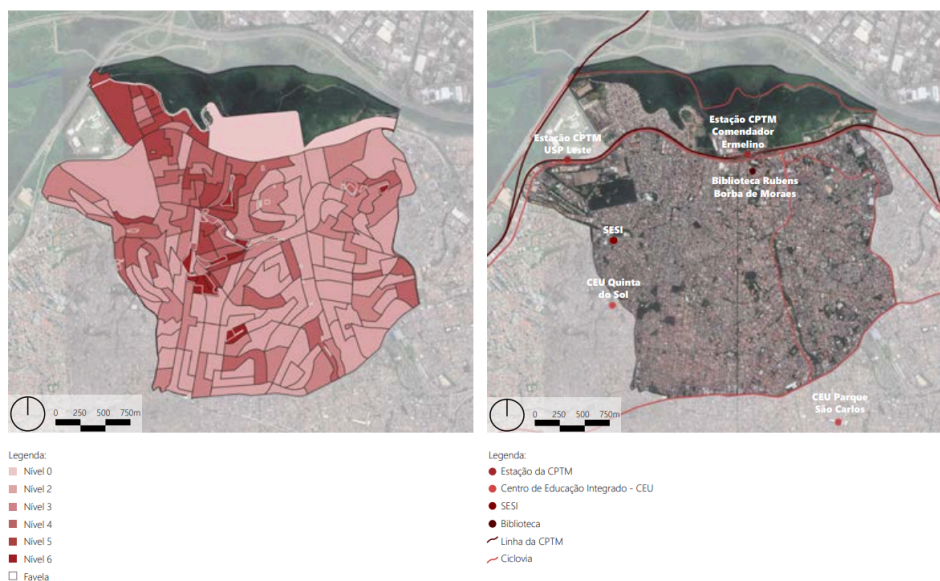 Estação CPTM
USP Leste
Estação CPTM
Comendador
Ermelino
Biblioteca Rubens
Borba de Moraes
SESI
CEU Quinta
do Sol
CEU Parque
São Carlos
0 250 500 750m
0 250 500 750m
Legenda:
Nível 0
Nível 2
Nível 3
Nível 4
Nível 5
Nível 6
Favela
Legenda:
Estação da CPTM
Centro de Educação Integrado - CEU
SESI
Biblioteca
Linha da CPTM
Ciclovia